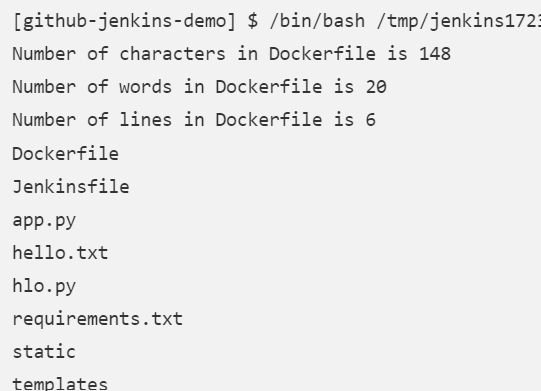 [github-jenkins-demo] $ /bin/bash /tmp/jenkins1723
Number of characters in Dockerfile is 148
Number of words in Dockerfile is 20
Number of lines in Dockerfile is 6
Dockerfile
Jenkinsfile
app.py
hello.txt
hlo.py
requirements.txt
static
templates